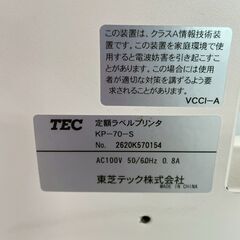 この装置は、クラスA情報技術装
置です。この装置を家庭環境で使
用すると電波妨害を引き起こすこ
とがあります。この場合には使用
者が適切な対策を講ずるよう要求
されることがあります。
VCCI-A
TEC 定額ラベルプリンタ
KP-70-S
No. 2620K570154
AC100V 50/60Hz 0.8A
東芝テック株式会社
MADE IN CHINA